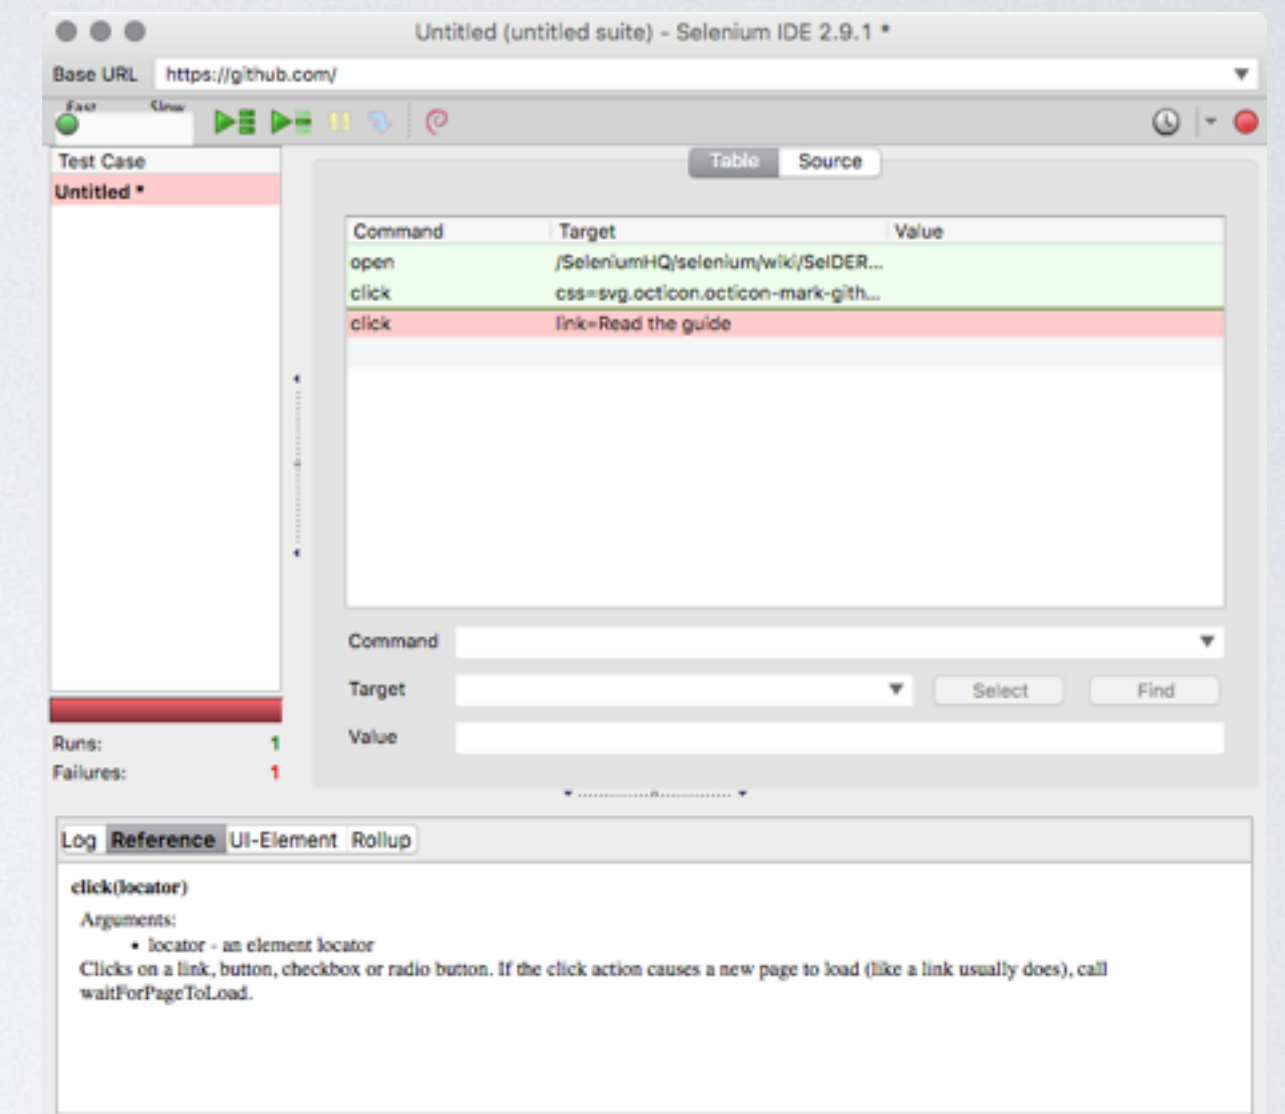 Untitled (untitled suite) - Selenium IDE 2.9.1 *
Base URL https://github.com/
Fast Slow
Test Case
Untitled *
Table Source
Command Target Value
open /SeleniumHQ/selenium/wiki/SeIDER...
click css=svg.octicon.octicon-mark-gith...
click link=Read the guide
Command
Target Select Find
Value
Runs: 1
Failures: 1
Log Reference UI-Element Rollup
click(locator)
Arguments:
• locator - an element locator
Clicks on a link, button, checkbox or radio button. If the click action causes a new page to load (like a link usually does), call
waitForPageToLoad.